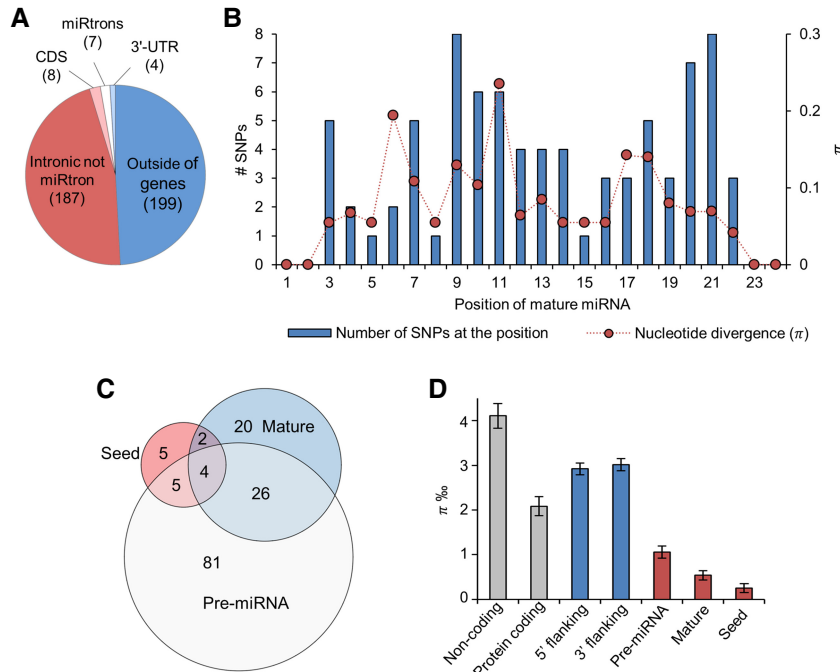 A
miRtrons
(7)
CDS
(8)
3'-UTR
(4)
Intronic not
miRtron
(187)
Outside of
genes
(199)
B
# SNPs
8
7
6
5
4
3
2
1
0
0.3
0.2
0.1
0
π
1 3 5 7 9 11 13 15 17 19 21 23
Position of mature miRNA
Number of SNPs at the position
Nucleotide divergence (π)
C
Seed
Mature
20
2
5
4
5
26
81
Pre-miRNA
D
π ‰
4
3
2
1
0
Non-coding
Protein coding
5' flanking
3' flanking
Pre-miRNA
Mature
Seed